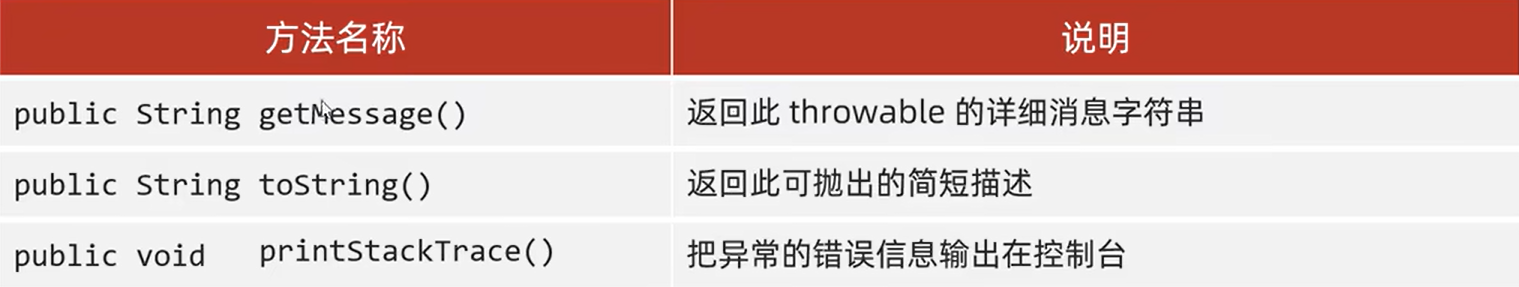 方法名称 说明
public String getMessage() 返回此 throwable 的详细消息字符串
public String toString() 返回此可抛出的简短描述
public void printStackTrace() 把异常的错误信息输出在控制台